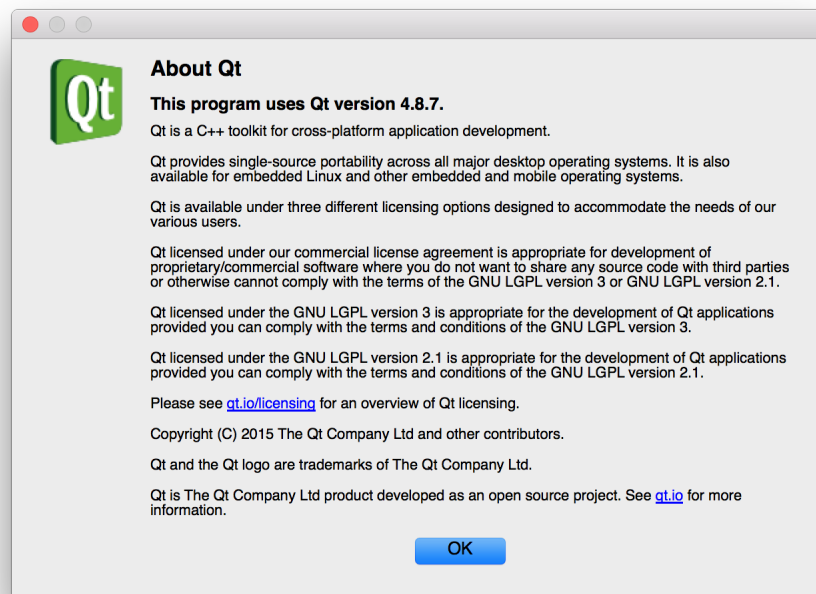 Qt
About Qt
This program uses Qt version 4.8.7.
Qt is a C++ toolkit for cross-platform application development.
Qt provides single-source portability across all major desktop operating systems. It is also
available for embedded Linux and other embedded and mobile operating systems.
Qt is available under three different licensing options designed to accommodate the needs of our
various users.
Qt licensed under our commercial license agreement is appropriate for development of
proprietary/commercial software where you do not want to share any source code with third parties
or otherwise cannot comply with the terms of the GNU LGPL version 3 or GNU LGPL version 2.1.
Qt licensed under the GNU LGPL version 3 is appropriate for the development of Qt applications
provided you can comply with the terms and conditions of the GNU LGPL version 3.
Qt licensed under the GNU LGPL version 2.1 is appropriate for the development of Qt applications
provided you can comply with the terms and conditions of the GNU LGPL version 2.1.
Please see qt.io/licensing for an overview of Qt licensing.
Copyright (C) 2015 The Qt Company Ltd and other contributors.
Qt and the Qt logo are trademarks of The Qt Company Ltd.
Qt is The Qt Company Ltd product developed as an open source project. See qt.io for more
information.
OK